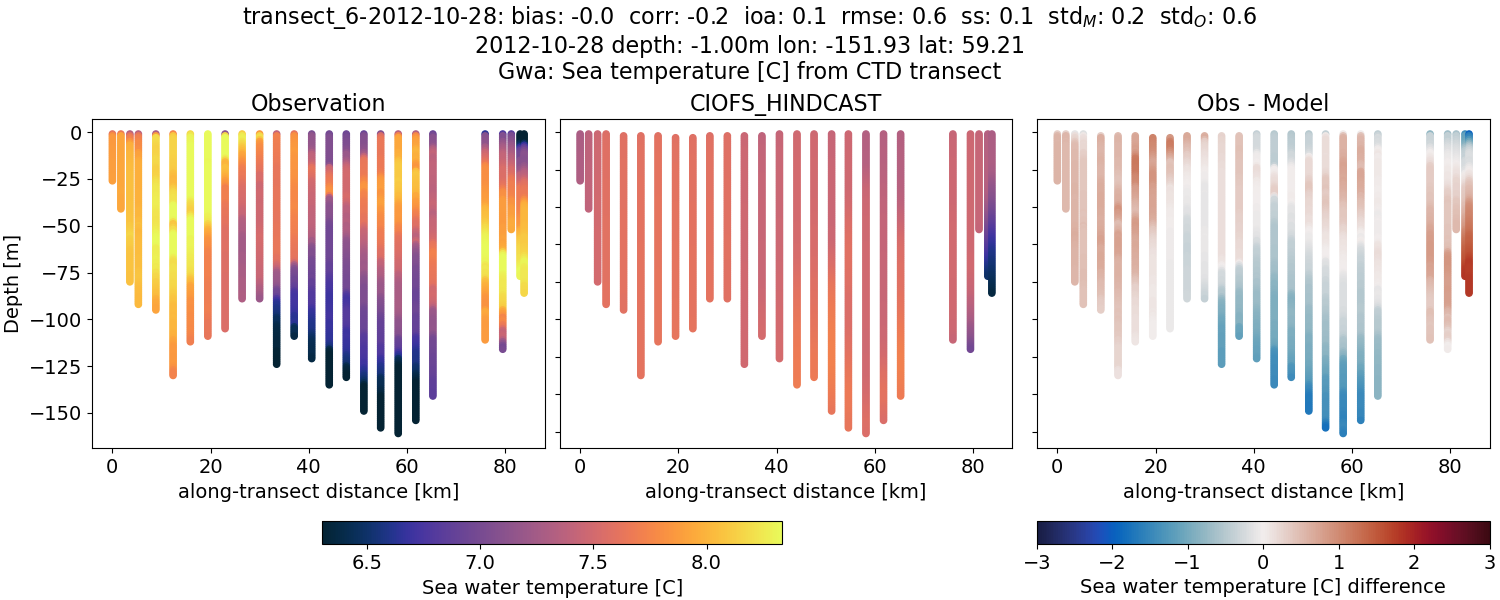 transect_6-2012-10-28: bias: -0.0  corr: -0.2  ioa: 0.1  rmse: 0.6  ss: 0.1  std_M: 0.2  std_O: 0.6
2012-10-28 depth: -1.00m lon: -151.93 lat: 59.21
Gwa: Sea temperature [C] from CTD transect
Observation
CIOFS_HINDCAST
Obs - Model
Depth [m]
0
−25
−50
−75
−100
−125
−150
0 20 40 60 80
0 20 40 60 80
0 20 40 60 80
along-transect distance [km]
along-transect distance [km]
along-transect distance [km]
6.5 7.0 7.5 8.0
Sea water temperature [C]
−3 −2 −1 0 1 2 3
Sea water temperature [C] difference